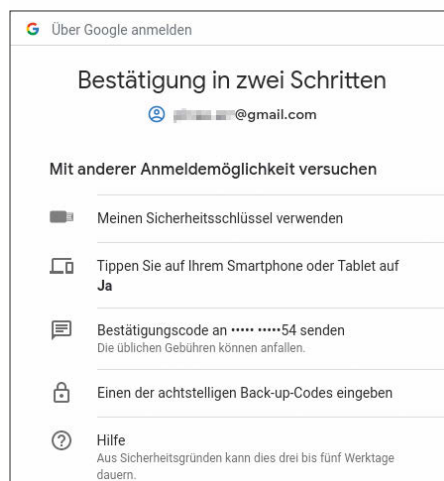 Über Google anmelden
Bestätigung in zwei Schritten
@gmail.com
Mit anderer Anmeldemöglichkeit versuchen
Meinen Sicherheitsschlüssel verwenden
Tippen Sie auf Ihrem Smartphone oder Tablet auf
Ja
Bestätigungscode an ••••• •••••54 senden
Die üblichen Gebühren können anfallen.
Einen der achtstelligen Back-up-Codes eingeben
Hilfe
Aus Sicherheitsgründen kann dies drei bis fünf Werktage
dauern.